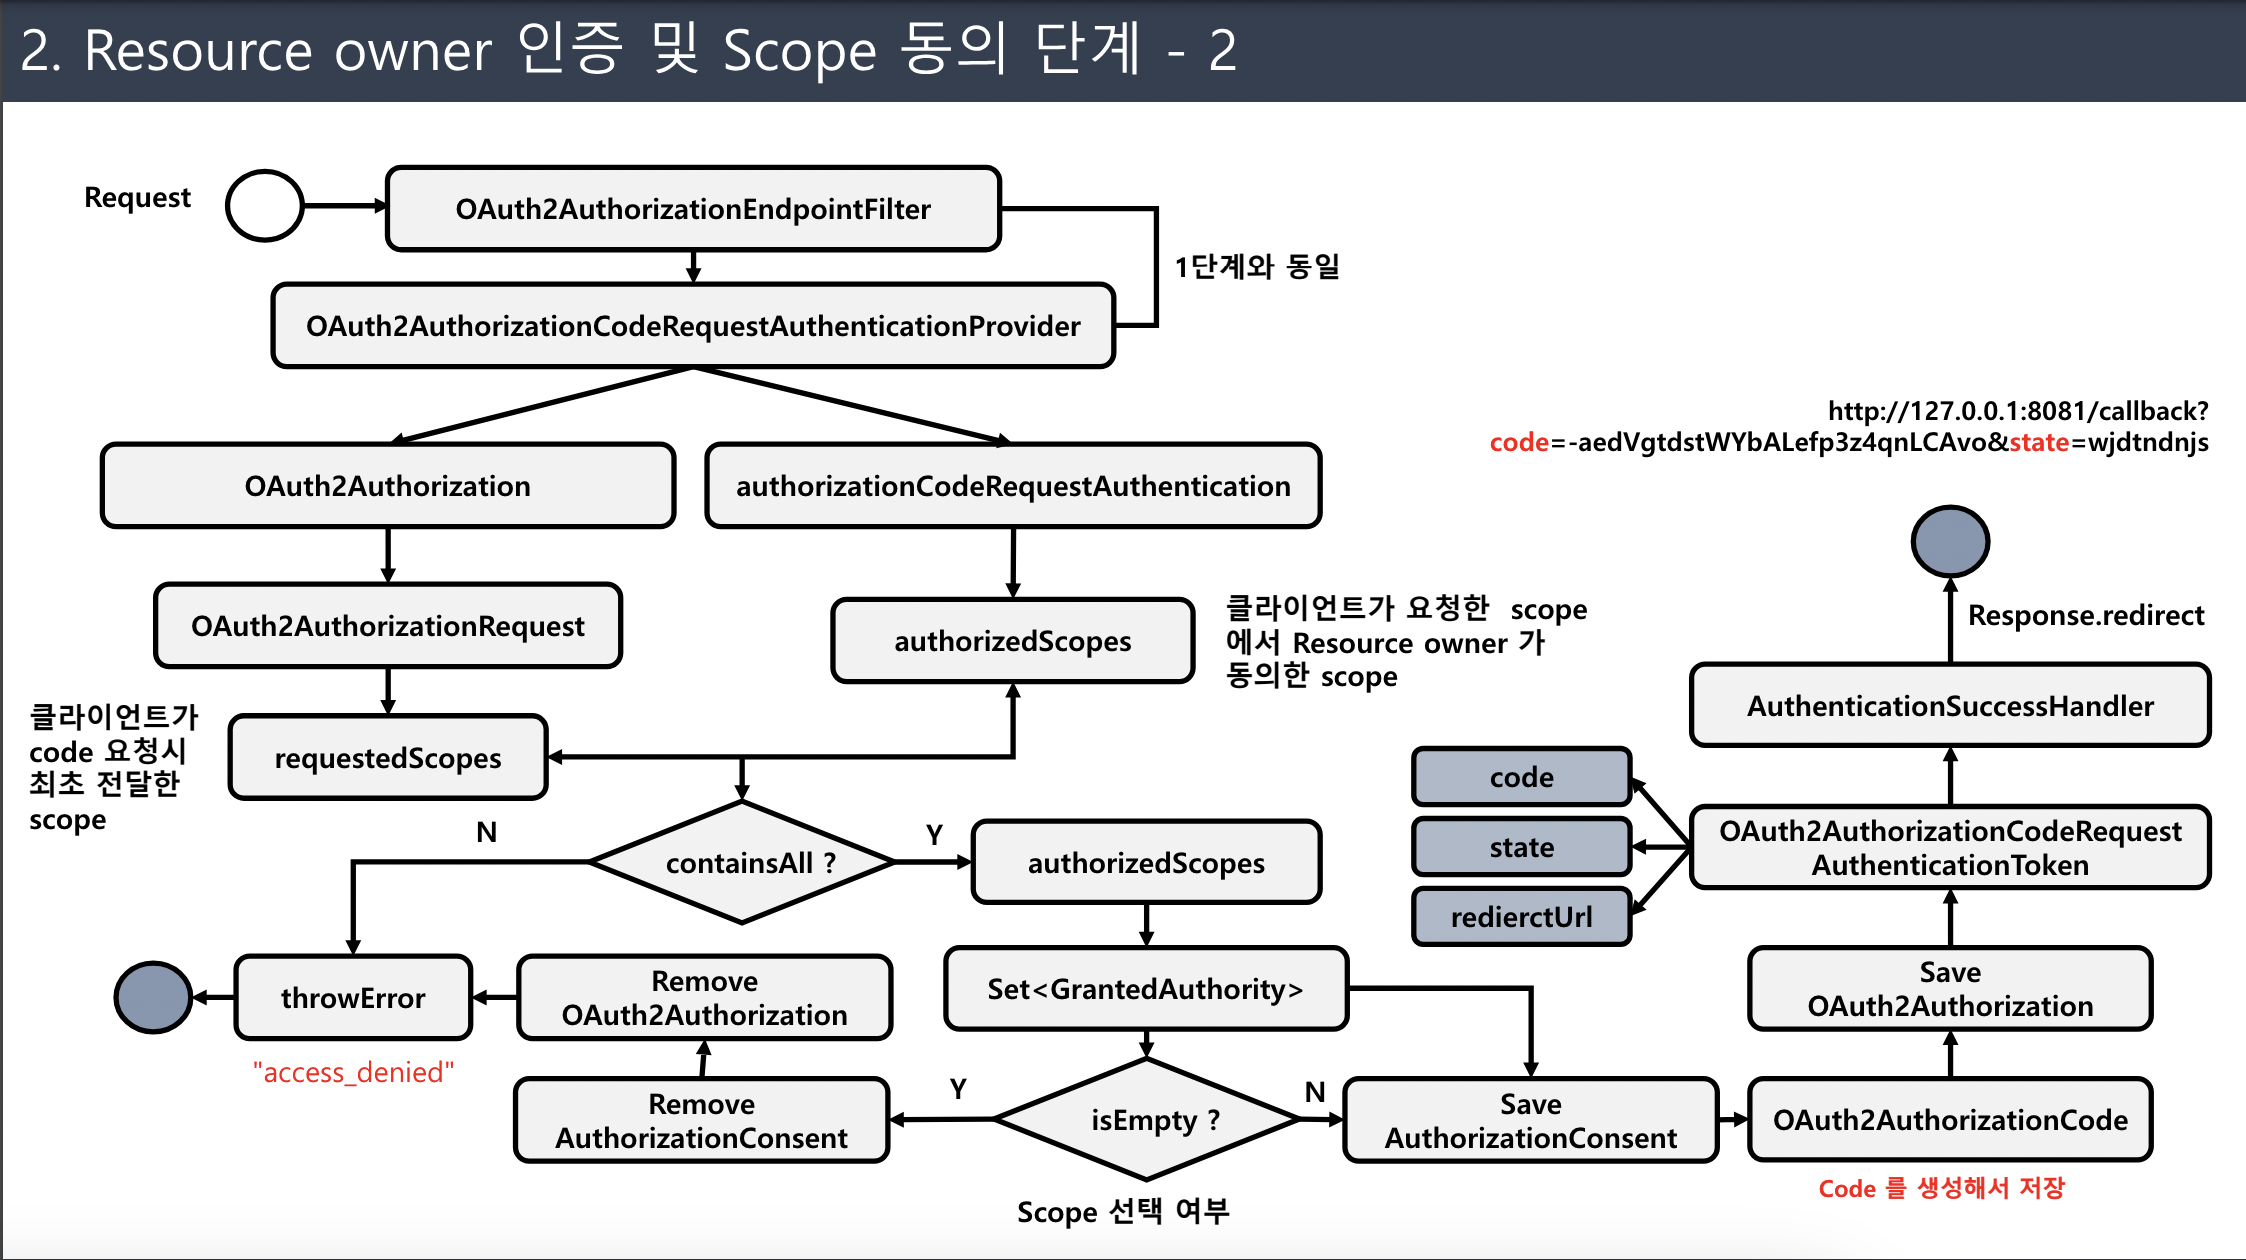 2. Resource owner 인증 및 Scope 동의 단계 - 2
Request
OAuth2AuthorizationEndpointFilter
1단계와 동일
OAuth2AuthorizationCodeRequestAuthenticationProvider
http://127.0.0.1:8081/callback?
code=-aedVgtdstWYbALefp3z4qnLCAvo&state=wjdtndnjs
OAuth2Authorization
authorizationCodeRequestAuthentication
OAuth2AuthorizationRequest
authorizedScopes
클라이언트가 요청한 scope
에서 Resource owner 가
동의한 scope
Response.redirect
클라이언트가
code 요청시
최초 전달한
scope
requestedScopes
AuthenticationSuccessHandler
code
state
redierctUrl
OAuth2AuthorizationCodeRequest
AuthenticationToken
N
containsAll ?
Y
authorizedScopes
throwError
"access_denied"
Remove
OAuth2Authorization
Set<GrantedAuthority>
Save
OAuth2Authorization
Remove
AuthorizationConsent
Y
isEmpty ?
N
Save
AuthorizationConsent
OAuth2AuthorizationCode
Code 를 생성해서 저장
Scope 선택 여부